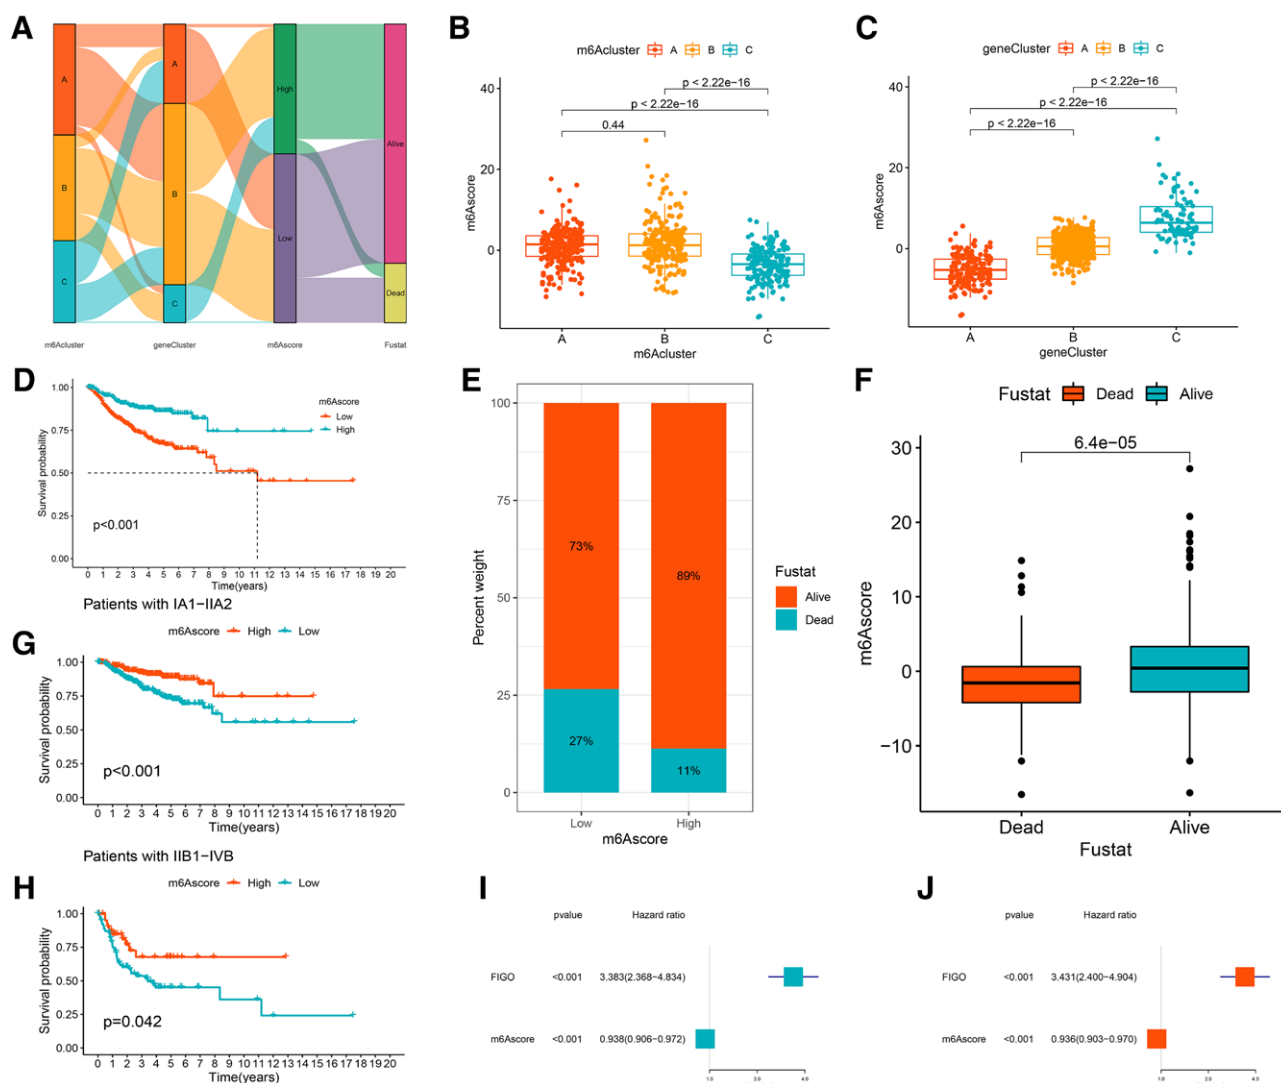 A
A
B
C
A
B
C
High
Low
Alive
Dead
m6Acluster
geneCluster
m6Ascore
Fustat
B
m6Acluster A B C
p < 2.22e−16
p < 2.22e−16
0.44
40
20
0
m6Ascore
A B C
m6Acluster
C
geneCluster A B C
p < 2.22e−16
p < 2.22e−16
p < 2.22e−16
40
20
0
m6Ascore
A B C
geneCluster
D
1.00
0.75
0.50
0.25
0.00
Survival probability
m6Ascore
Low
High
p<0.001
0 1 2 3 4 5 6 7 8 9 10 11 12 13 14 15 16 17 18 19 20
Time(years)
E
100
75
50
25
0
Percent weight
73%
27%
89%
11%
Low High
m6Ascore
Fustat
Alive
Dead
F
Fustat Dead Alive
6.4e−05
30
20
10
0
−10
m6Ascore
Dead Alive
Fustat
Patients with IA1−IIA2
G
m6Ascore High Low
1.00
0.75
0.50
0.25
0.00
Survival probability
p<0.001
0 1 2 3 4 5 6 7 8 9 10 11 12 13 14 15 16 17 18 19 20
Time(years)
Patients with IIB1−IVB
H
m6Ascore High Low
1.00
0.75
0.50
0.25
0.00
Survival probability
p=0.042
0 1 2 3 4 5 6 7 8 9 10 11 12 13 14 15 16 17 18 19 20
Time(years)
I
pvalue Hazard ratio
FIGO <0.001 3.383(2.368−4.834)
m6Ascore <0.001 0.938(0.906−0.972)
1.0 2.0 4.0
J
pvalue Hazard ratio
FIGO <0.001 3.431(2.400−4.904)
m6Ascore <0.001 0.936(0.903−0.970)
1.0 2.0 4.0